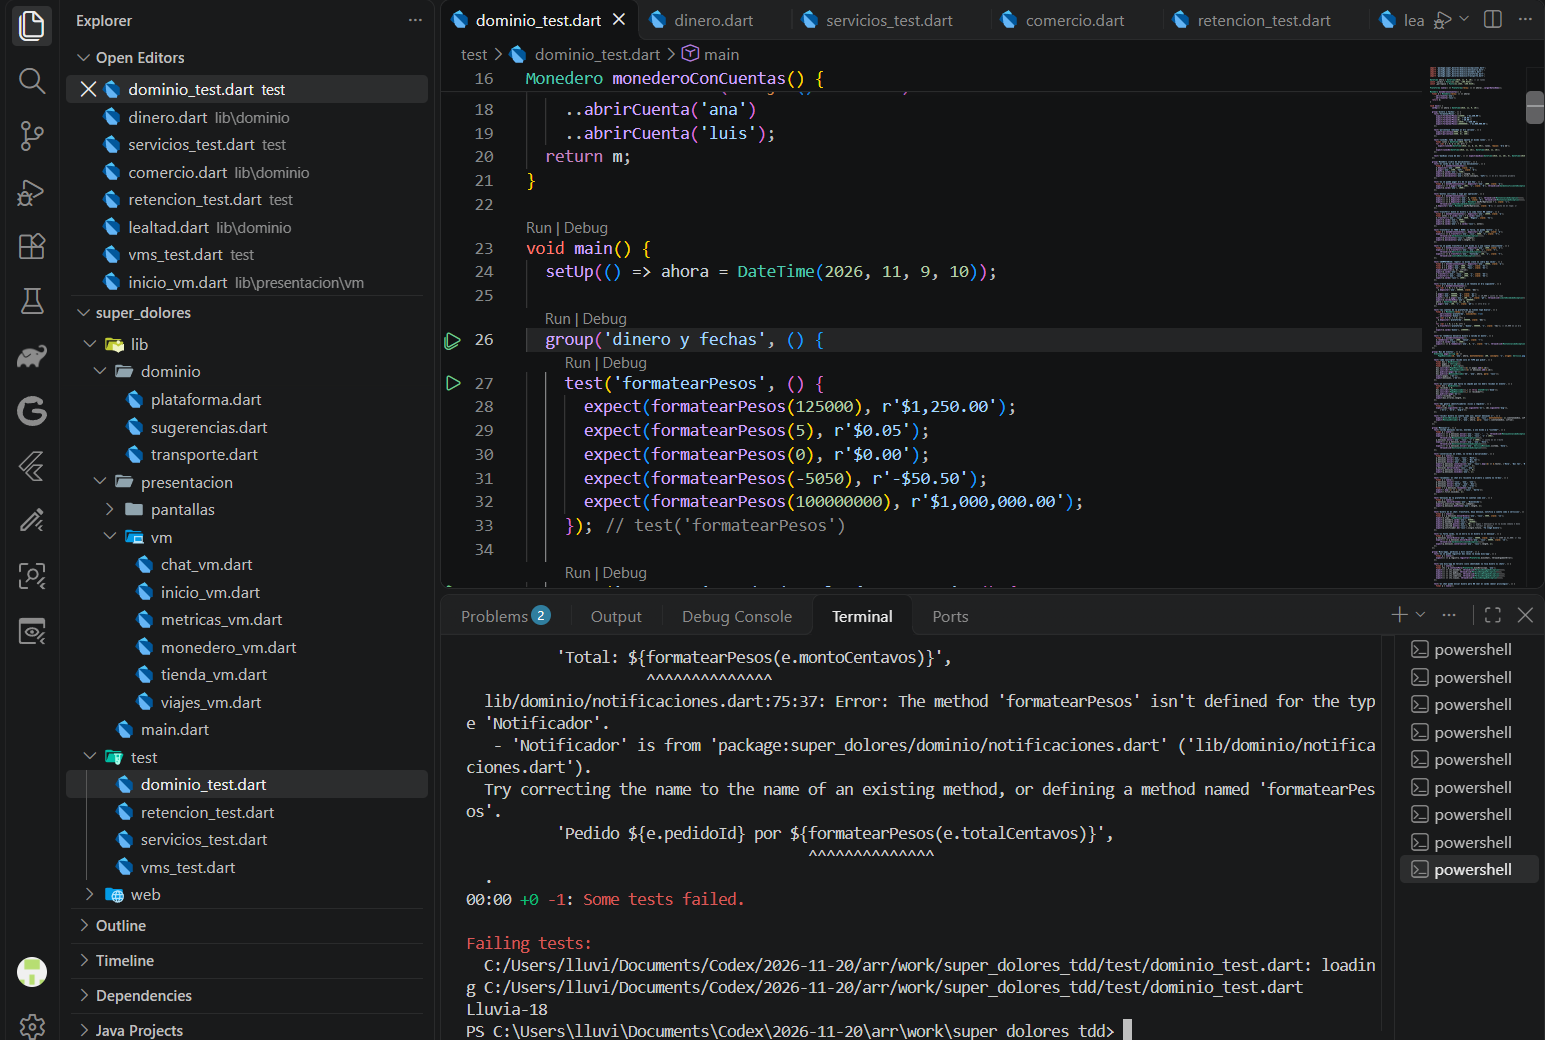 Explorer
Open Editors
dominio_test.dart test
dinero.dart lib\dominio
servicios_test.dart test
comercio.dart lib\dominio
retencion_test.dart test
lealtad.dart lib\dominio
vms_test.dart test
inicio_vm.dart lib\presentacion\vm
super_dolores
lib
dominio
plataforma.dart
sugerencias.dart
transporte.dart
presentacion
pantallas
vm
chat_vm.dart
inicio_vm.dart
metricas_vm.dart
monedero_vm.dart
tienda_vm.dart
viajes_vm.dart
main.dart
test
dominio_test.dart
retencion_test.dart
servicios_test.dart
vms_test.dart
web
Outline
Timeline
Dependencies
Java Projects
dominio_test.dart dinero.dart servicios_test.dart comercio.dart retencion_test.dart lea
test > dominio_test.dart > main
16 Monedero monederoConCuentas() {
18 ..abrirCuenta('ana')
19 ..abrirCuenta('luis');
20 return m;
21 }
22
Run | Debug
23 void main() {
24 setUp(() => ahora = DateTime(2026, 11, 9, 10));
25
Run | Debug
26 group('dinero y fechas', () {
Run | Debug
27 test('formatearPesos', () {
28 expect(formatearPesos(125000), r'$1,250.00');
29 expect(formatearPesos(5), r'$0.05');
30 expect(formatearPesos(0), r'$0.00');
31 expect(formatearPesos(-5050), r'-$50.50');
32 expect(formatearPesos(100000000), r'$1,000,000.00');
33 }); // test('formatearPesos')
34
Run | Debug
Problems 2 Output Debug Console Terminal Ports
'Total: ${formatearPesos(e.montoCentavos)}',
^^^^^^^^^^^^^^
lib/dominio/notificaciones.dart:75:37: Error: The method 'formatearPesos' isn't defined for the typ
e 'Notificador'.
- 'Notificador' is from 'package:super_dolores/dominio/notificaciones.dart' ('lib/dominio/notifica
ciones.dart').
Try correcting the name to the name of an existing method, or defining a method named 'formatearPes
os'.
'Pedido ${e.pedidoId} por ${formatearPesos(e.totalCentavos)}',
^^^^^^^^^^^^^^
.
00:00 +0 -1: Some tests failed.
Failing tests:
C:/Users/lluvi/Documents/Codex/2026-11-20/arr/work/super_dolores_tdd/test/dominio_test.dart: loadin
g C:/Users/lluvi/Documents/Codex/2026-11-20/arr/work/super_dolores_tdd/test/dominio_test.dart
Lluvia-18
PS C:\Users\lluvi\Documents\Codex\2026-11-20\arr\work\super_dolores_tdd>
powershell
powershell
powershell
powershell
powershell
powershell
powershell
powershell
powershell